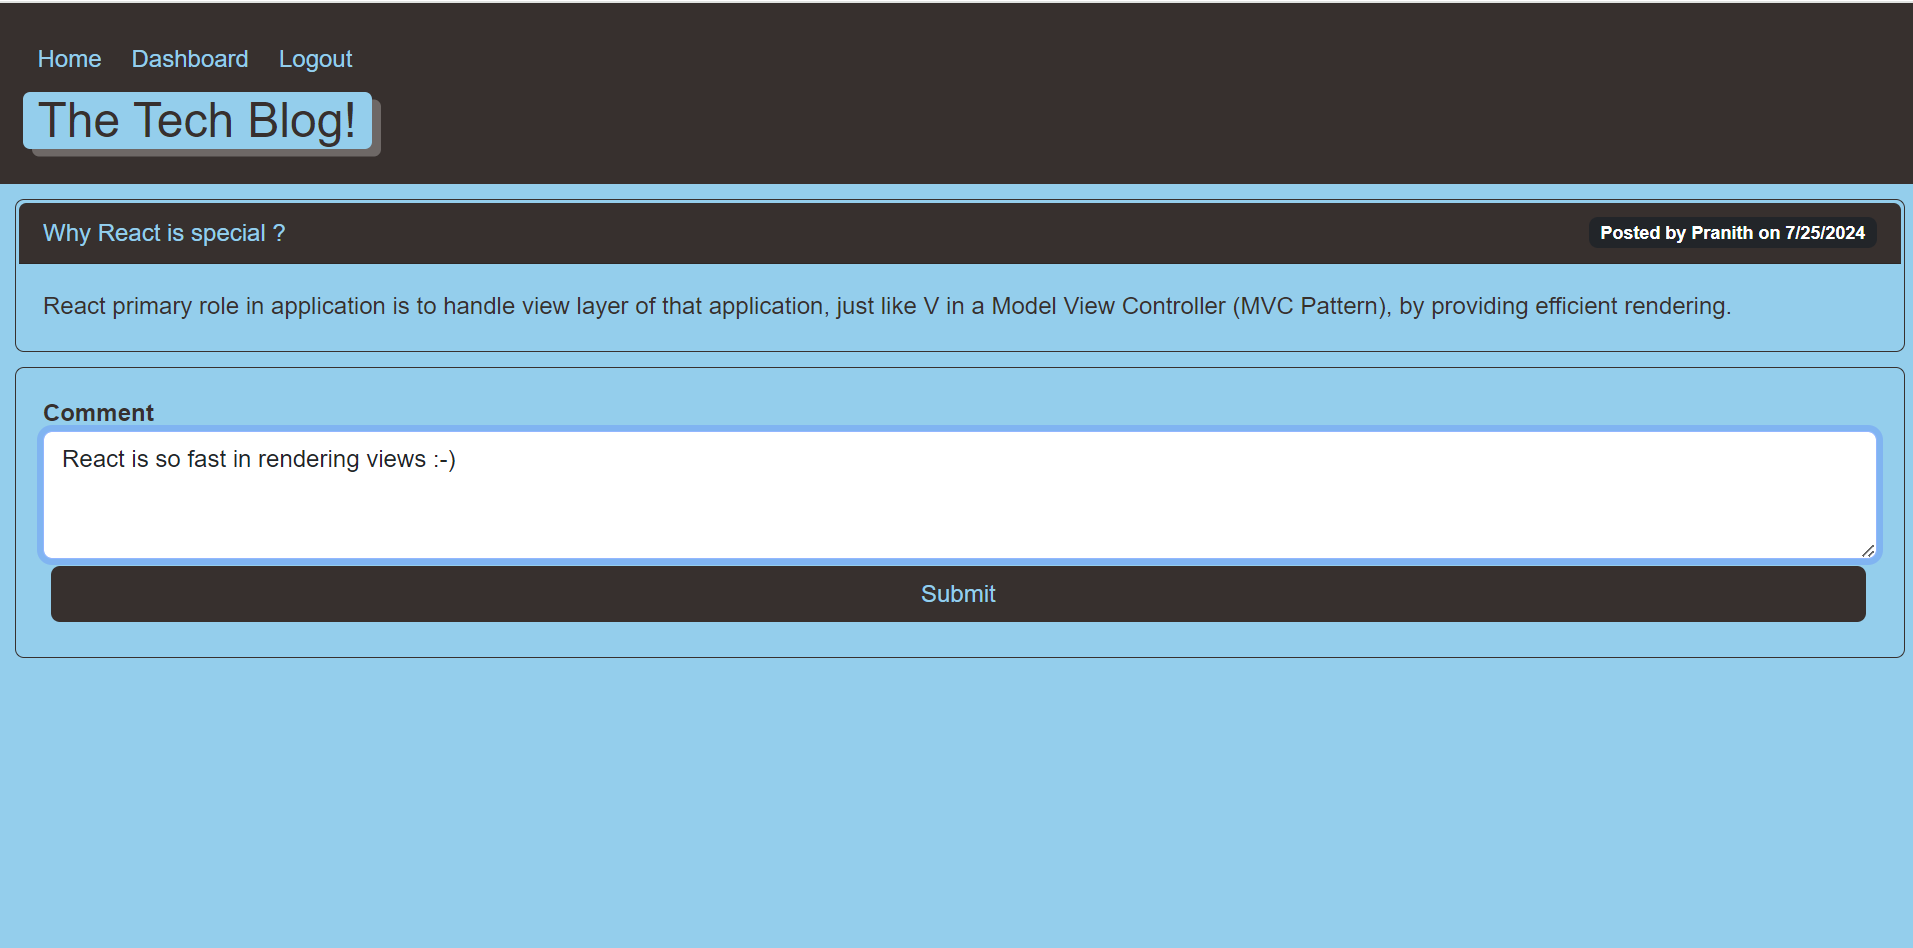 Home Dashboard Logout
The Tech Blog!
Why React is special ? Posted by Pranith on 7/25/2024
React primary role in application is to handle view layer of that application, just like V in a Model View Controller (MVC Pattern), by providing efficient rendering.
Comment
React is so fast in rendering views :-)
Submit